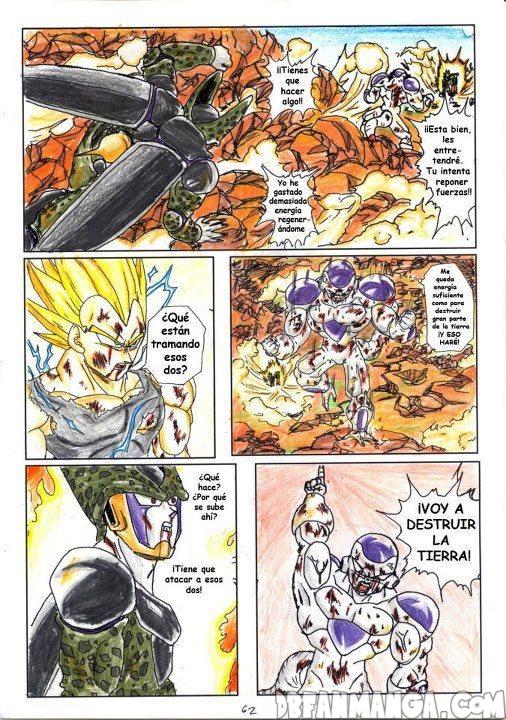 ¡¡Tienes
que
hacer
algo!!
Yo he
gastado
demasiada
energía
regener-
ándome
¡¡Esta bien,
les
entre-
tendré.
Tu intenta
reponer
fuerzas!!
¿Qué
están
tramando
esos
dos?
Me
queda
energía
suficiente
como para
destruir
gran parte
de la tierra
¡Y ESO
HARÉ!
¿Qué
hace?
¿Por qué
se sube
ahí?
¡Tiene que
atacar a esos
dos!
¡VOY A
DESTRUIR
LA
TIERRA!
62
DBFANMANGA.COM